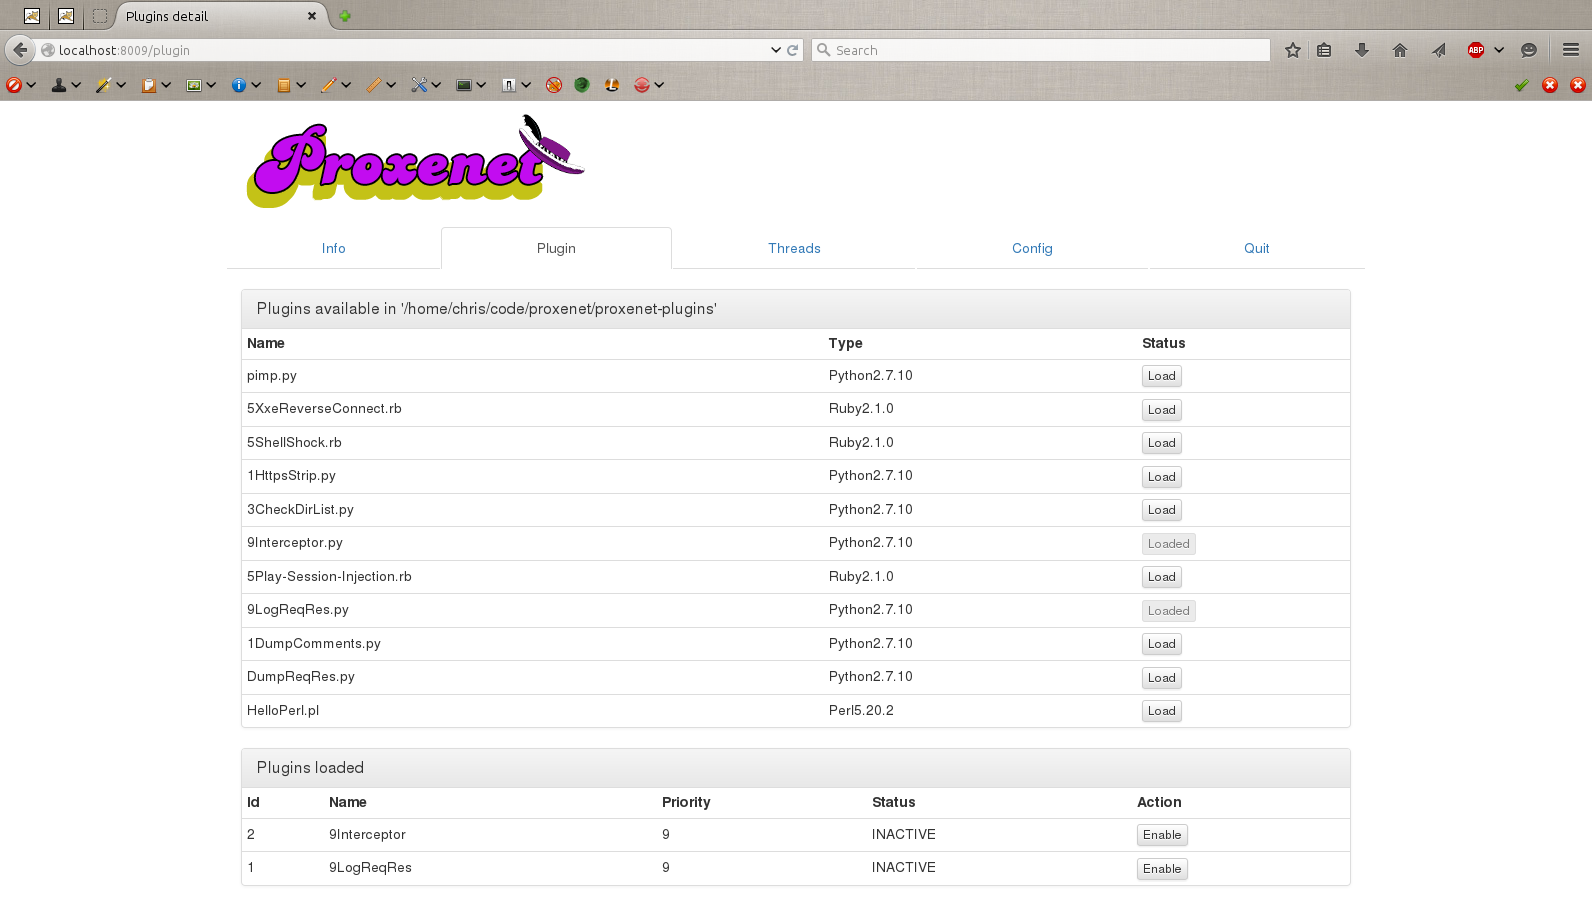 Plugins detail
localhost:8009/plugin
Search
ABP
Proxenet
Info Plugin Threads Config Quit
Plugins available in '/home/chris/code/proxenet/proxenet-plugins'
Name Type Status
pimp.py Python2.7.10 Load
5XxeReverseConnect.rb Ruby2.1.0 Load
5ShellShock.rb Ruby2.1.0 Load
1HttpsStrip.py Python2.7.10 Load
3CheckDirList.py Python2.7.10 Load
9Interceptor.py Python2.7.10 Loaded
5Play-Session-Injection.rb Ruby2.1.0 Load
9LogReqRes.py Python2.7.10 Loaded
1DumpComments.py Python2.7.10 Load
DumpReqRes.py Python2.7.10 Load
HelloPerl.pl Perl5.20.2 Load
Plugins loaded
Id Name Priority Status Action
2 9Interceptor 9 INACTIVE Enable
1 9LogReqRes 9 INACTIVE Enable